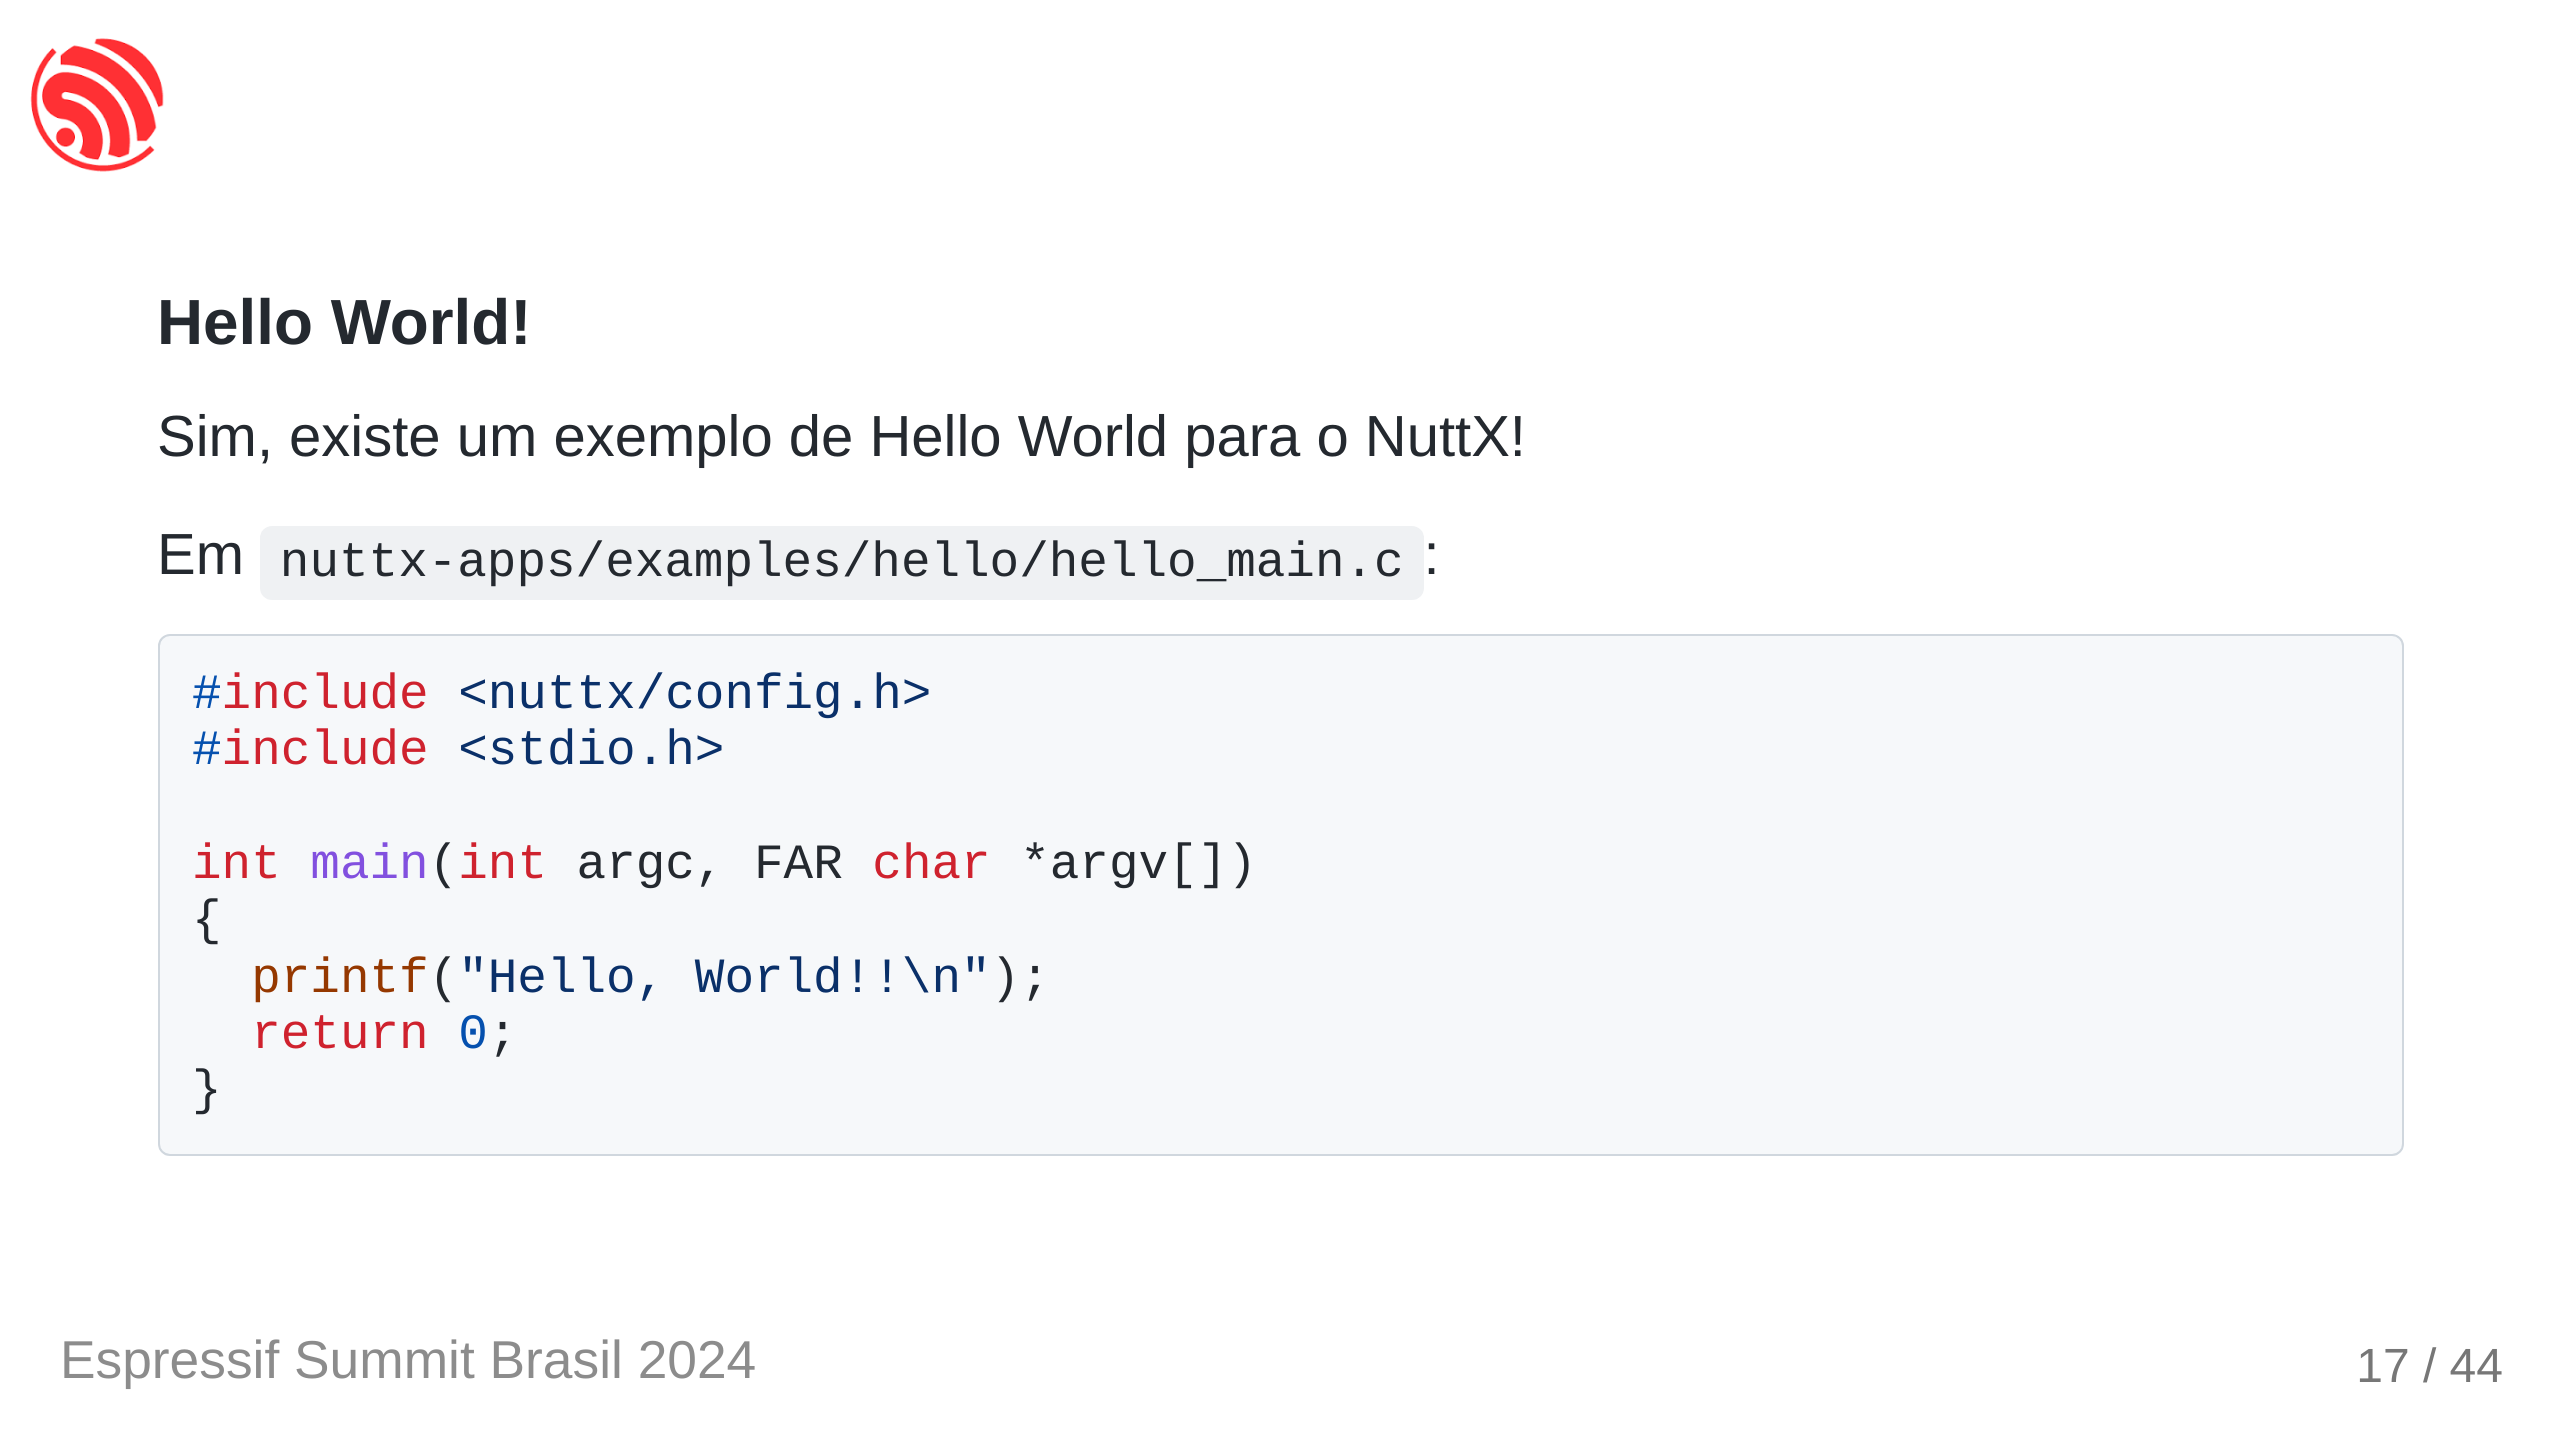 Hello World!
Sim, existe um exemplo de Hello World para o NuttX!
Em nuttx-apps/examples/hello/hello_main.c:
#include <nuttx/config.h>
#include <stdio.h>

int main(int argc, FAR char *argv[])
{
  printf("Hello, World!!\n");
  return 0;
}
Espressif Summit Brasil 2024
17 / 44